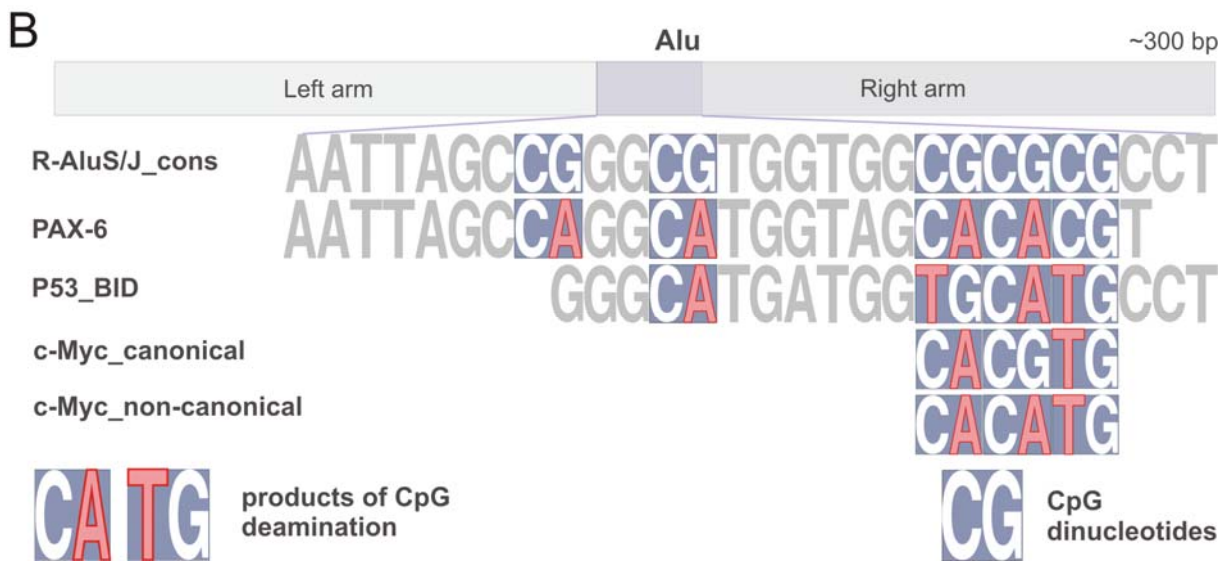 B
Alu
~300 bp
Left arm
Right arm
R-AluS/J_cons AATTAGCCGGGCGTGGTGGCGCGCGCCT
PAX-6 AATTAGCCAGGCATGGTAGCACACGT
P53_BID GGGCATGATGGTGCATGCCT
c-Myc_canonical CACGTG
c-Myc_non-canonical CACATG
CA TG products of CpG
deamination
CG CpG
dinucleotides